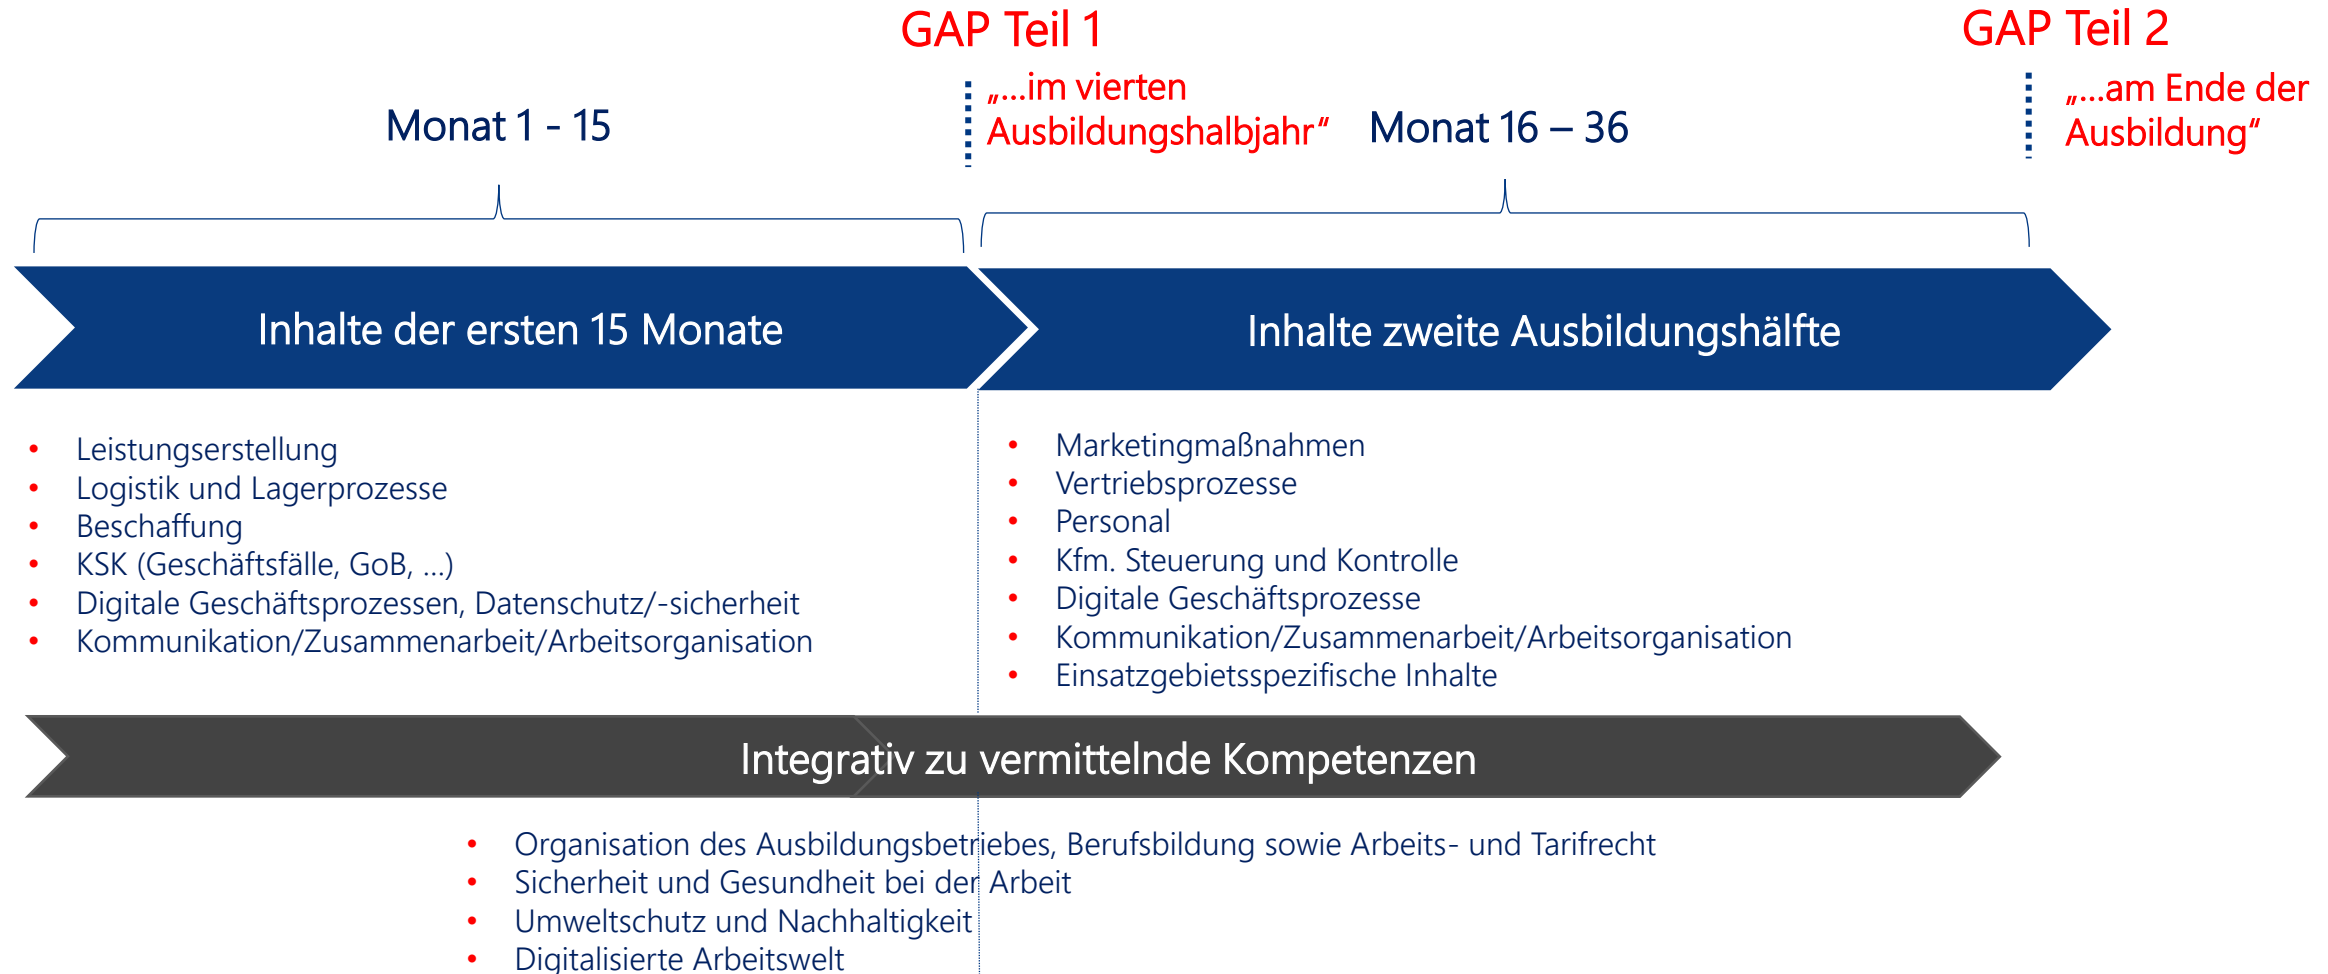 GAP Teil 1
„...im vierten
Ausbildungshalbjahr“
GAP Teil 2
„...am Ende der
Ausbildung“
Monat 1 - 15
Monat 16 – 36
Inhalte der ersten 15 Monate
Inhalte zweite Ausbildungshälfte
• Leistungserstellung
• Logistik und Lagerprozesse
• Beschaffung
• KSK (Geschäftsfälle, GoB, ...)
• Digitale Geschäftsprozessen, Datenschutz/-sicherheit
• Kommunikation/Zusammenarbeit/Arbeitsorganisation
• Marketingmaßnahmen
• Vertriebsprozesse
• Personal
• Kfm. Steuerung und Kontrolle
• Digitale Geschäftsprozesse
• Kommunikation/Zusammenarbeit/Arbeitsorganisation
• Einsatzgebietsspezifische Inhalte
Integrativ zu vermittelnde Kompetenzen
• Organisation des Ausbildungsbetriebes, Berufsbildung sowie Arbeits- und Tarifrecht
• Sicherheit und Gesundheit bei der Arbeit
• Umweltschutz und Nachhaltigkeit
• Digitalisierte Arbeitswelt